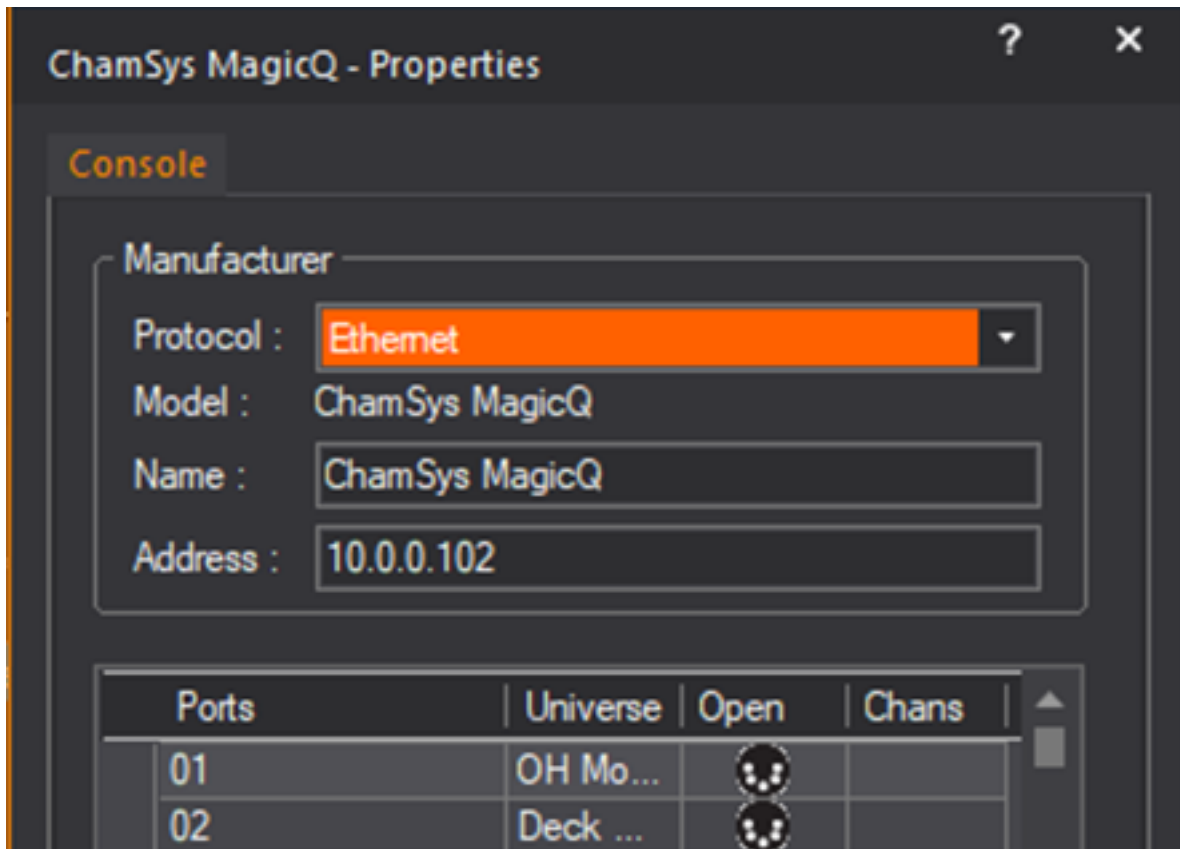 ChamSys MagicQ - Properties ? ×
Console
Manufacturer
Protocol : Ethernet
Model : ChamSys MagicQ
Name : ChamSys MagicQ
Address : 10.0.0.102
Ports Universe Open Chans
01 OH Mo...
02 Deck ...